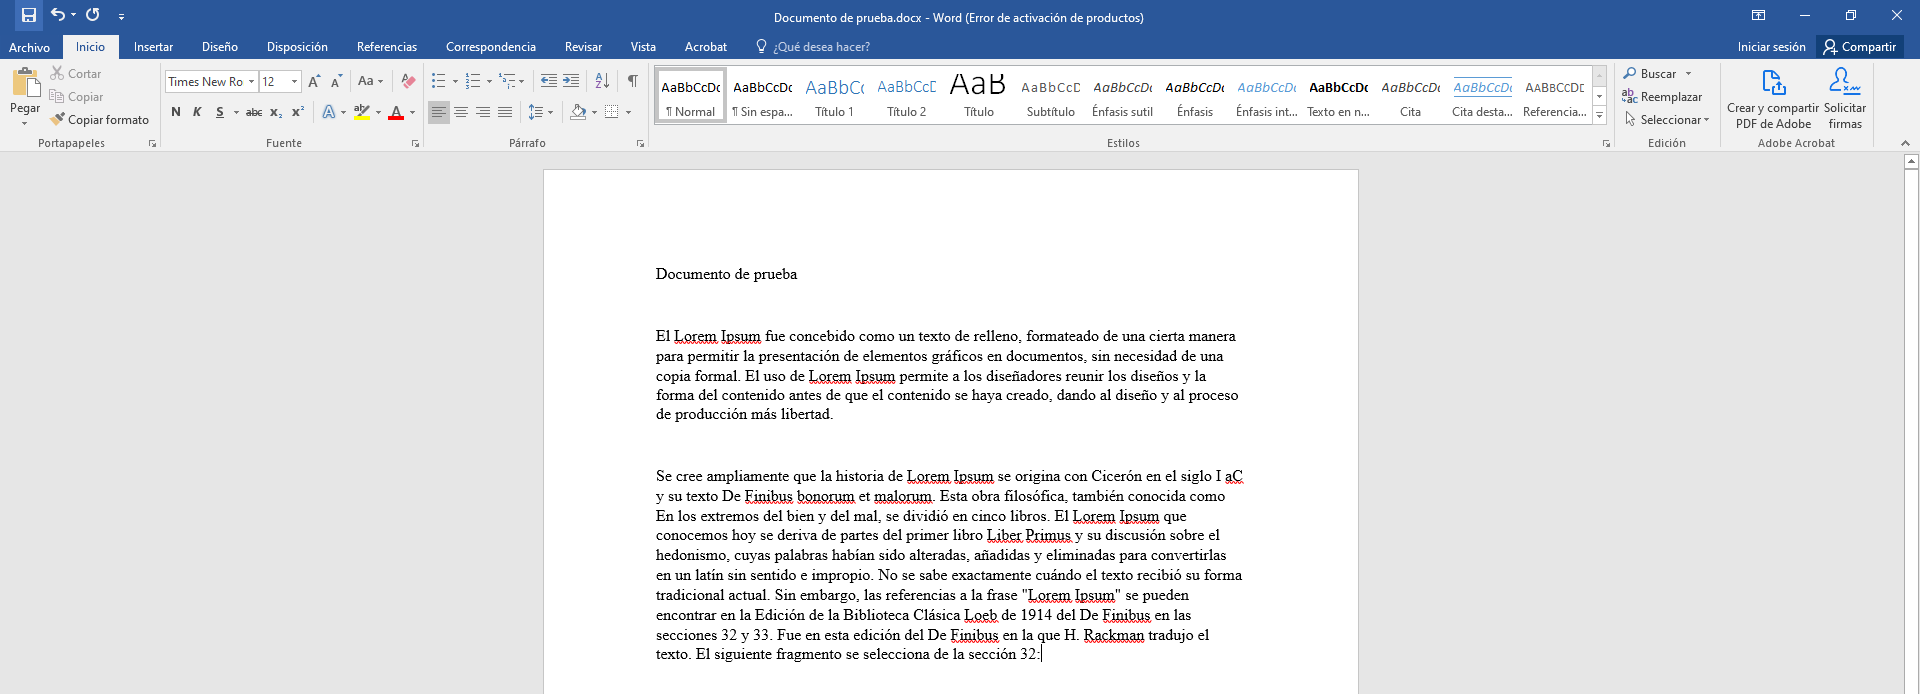 Documento de prueba.docx - Word (Error de activación de productos)
Archivo Inicio Insertar Diseño Disposición Referencias Correspondencia Revisar Vista Acrobat ¿Qué desea hacer? Iniciar sesión Compartir
Pegar
Cortar
Copiar
Copiar formato
Portapapeles
Times New Ro 12 Aa
N K S abc x₂ x² A aby A
Fuente
Párrafo
AaBbCcDc AaBbCcDc AaBbCc AaBbCcD AaB AaBbCcD AaBbCcDc AaBbCcDc AaBbCcDc AaBbCcDc AaBbCcDc AaBbCcDc AABBCCDE
¶ Normal ¶ Sin espa... Título 1 Título 2 Título Subtítulo Énfasis sutil Énfasis Énfasis int... Texto en n... Cita Cita desta... Referencia...
Estilos
Buscar
Reemplazar
Seleccionar
Edición
Crear y compartir
PDF de Adobe
Solicitar
firmas
Adobe Acrobat
Documento de prueba
El Lorem Ipsum fue concebido como un texto de relleno, formateado de una cierta manera
para permitir la presentación de elementos gráficos en documentos, sin necesidad de una
copia formal. El uso de Lorem Ipsum permite a los diseñadores reunir los diseños y la
forma del contenido antes de que el contenido se haya creado, dando al diseño y al proceso
de producción más libertad.
Se cree ampliamente que la historia de Lorem Ipsum se origina con Cicerón en el siglo I aC
y su texto De Finibus bonorum et malorum. Esta obra filosófica, también conocida como
En los extremos del bien y del mal, se dividió en cinco libros. El Lorem Ipsum que
conocemos hoy se deriva de partes del primer libro Liber Primus y su discusión sobre el
hedonismo, cuyas palabras habían sido alteradas, añadidas y eliminadas para convertirlas
en un latín sin sentido e impropio. No se sabe exactamente cuándo el texto recibió su forma
tradicional actual. Sin embargo, las referencias a la frase "Lorem Ipsum" se pueden
encontrar en la Edición de la Biblioteca Clásica Loeb de 1914 del De Finibus en las
secciones 32 y 33. Fue en esta edición del De Finibus en la que H. Rackman tradujo el
texto. El siguiente fragmento se selecciona de la sección 32: